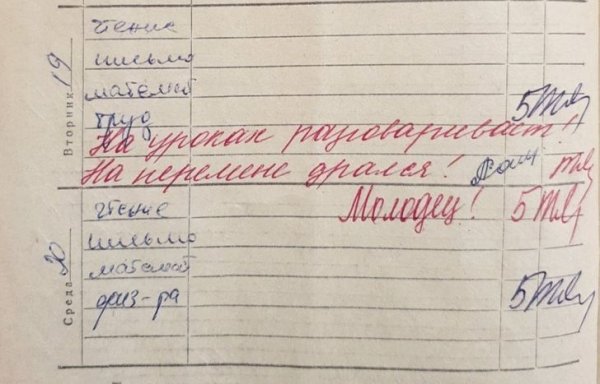 чтение
письмо
математ
Вторник 19
труд 5
На уроках разговаривает!
На перемене дрался!
чтение Молодец! 5
письмо
математ
Среда 20
физ-ра 5